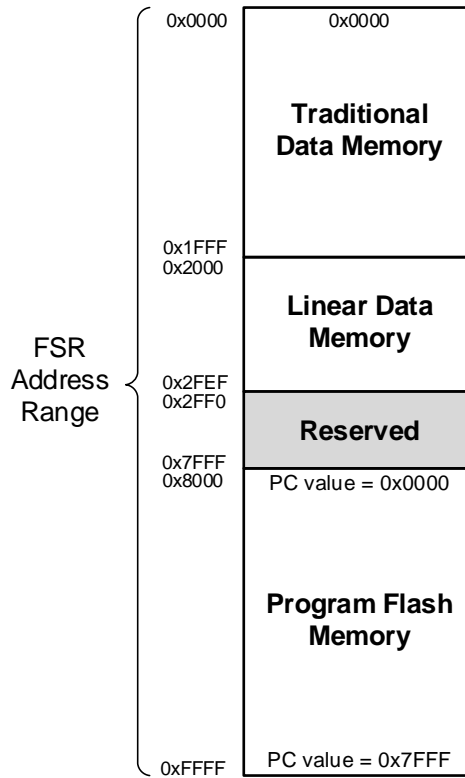 0x0000
0x0000
Traditional
Data Memory
0x1FFF
0x2000
Linear Data
Memory
FSR
Address
Range
0x2FEF
0x2FF0
Reserved
0x7FFF
0x8000
PC value = 0x0000
Program Flash
Memory
0xFFFF
PC value = 0x7FFF